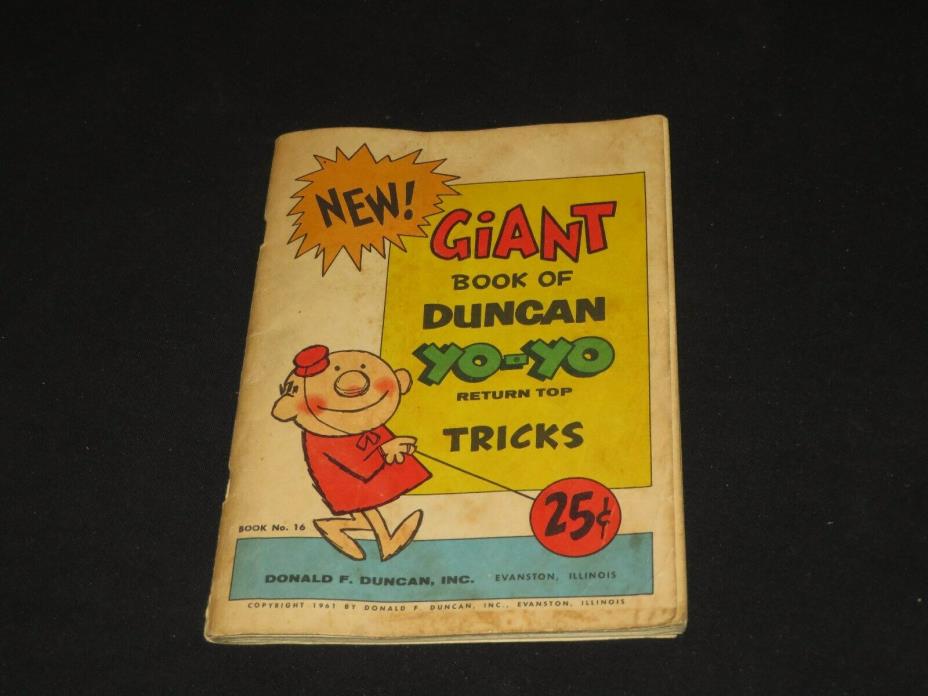 NEW!
GiANT
BOOK OF
DUNCAN
YO-YO
RETURN TOP
TRICKS
25¢
BOOK No. 16
DONALD F. DUNCAN, INC. EVANSTON, ILLINOIS
COPYRIGHT 1961 BY DONALD F. DUNCAN, INC., EVANSTON, ILLINOIS